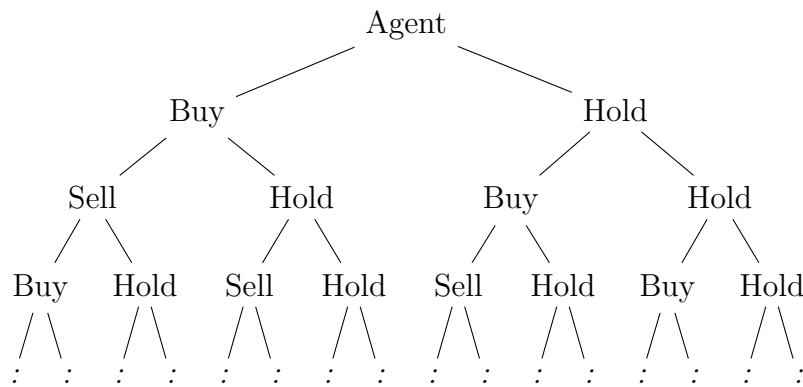 Agent
Buy Hold
Sell Hold Buy Hold
Buy Hold Sell Hold Sell Hold Buy Hold
: : : : : : : : : : : : : : : :